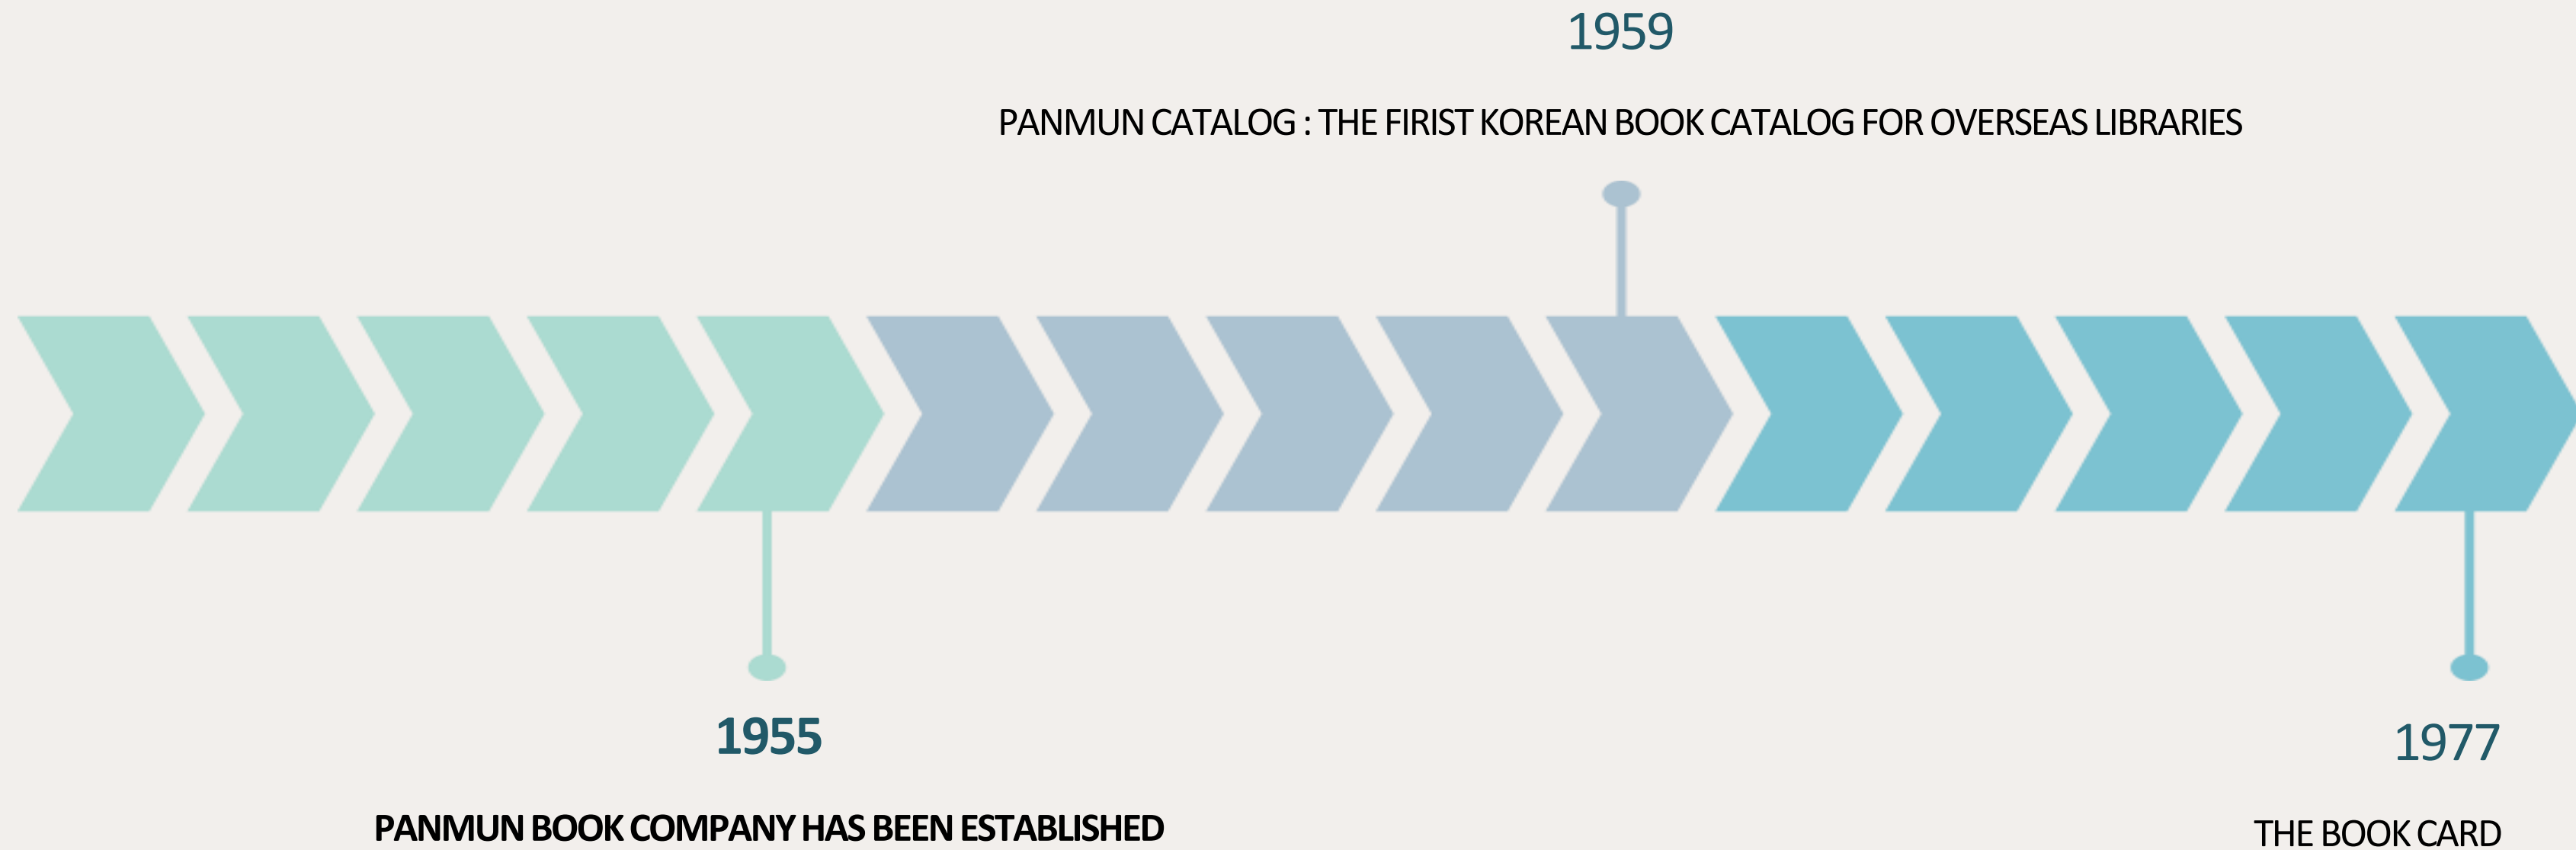 1959
PANMUN CATALOG : THE FIRIST KOREAN BOOK CATALOG FOR OVERSEAS LIBRARIES
1955
PANMUN BOOK COMPANY HAS BEEN ESTABLISHED
1977
THE BOOK CARD